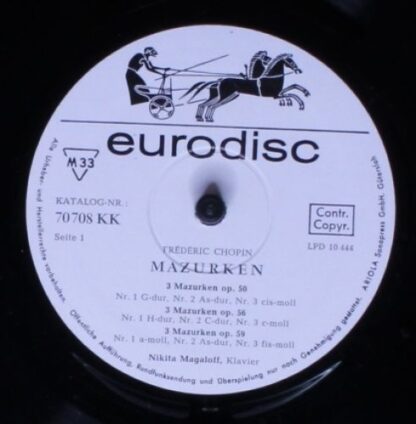 eurodisc
M 33
KATALOG-NR :
70 708 KK
Seite 1
Contr.
Copyr.
LPD 10 444
FRÉDÉRIC CHOPIN
MAZURKEN
3 Mazurken op. 50
Nr. 1 G-dur, Nr. 2 As-dur, Nr. 3 cis-moll
3 Mazurken op. 56
Nr. 1 H-dur, Nr. 2 C-dur, Nr. 3 c-moll
3 Mazurken op. 59
Nr. 1 a-moll, Nr. 2 As-dur, Nr. 3 fis-moll
Nikita Magaloff, Klavier
Alle Urheber- und Herstellerrechte vorbehalten. Öffentliche Aufführung, Rundfunksendung und Überspielung nur nach Genehmigung gestattet. ARIOLA Sonopress GmbH. Gütersloh